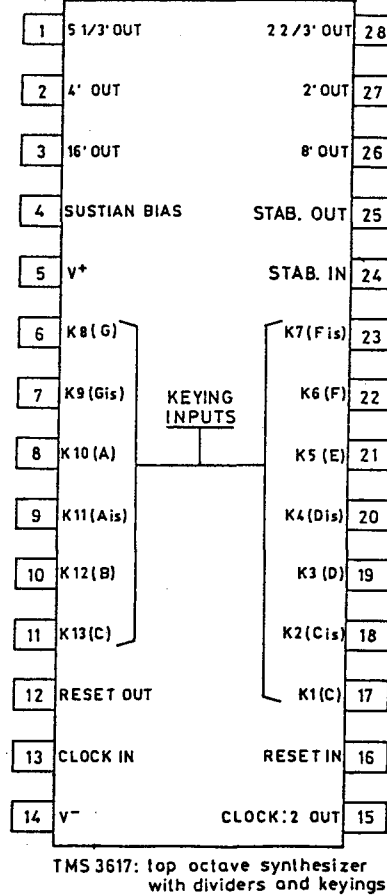 1 5 1/3' OUT 2 2/3' OUT 28
2 4' OUT 2' OUT 27
3 16' OUT 8' OUT 26
4 SUSTIAN BIAS STAB. OUT 25
5 V+ STAB. IN 24
6 K8(G) K7(Fis) 23
7 K9(Gis) KEYING K6(F) 22
INPUTS
8 K10(A) K5(E) 21
9 K11(Ais) K4(Dis) 20
10 K12(B) K3(D) 19
11 K13(C) K2(Cis) 18
12 RESET OUT K1(C) 17
13 CLOCK IN RESET IN 16
14 V- CLOCK:2 OUT 15
TMS 3617: top octave synthesizer
with dividers and keyings